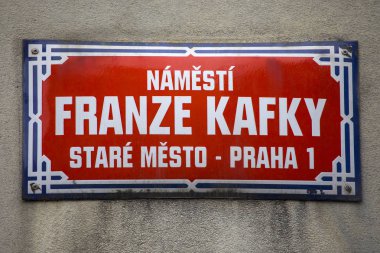 NÁMĚSTÍ
FRANZE KAFKY
STARÉ MĚSTO - PRAHA 1